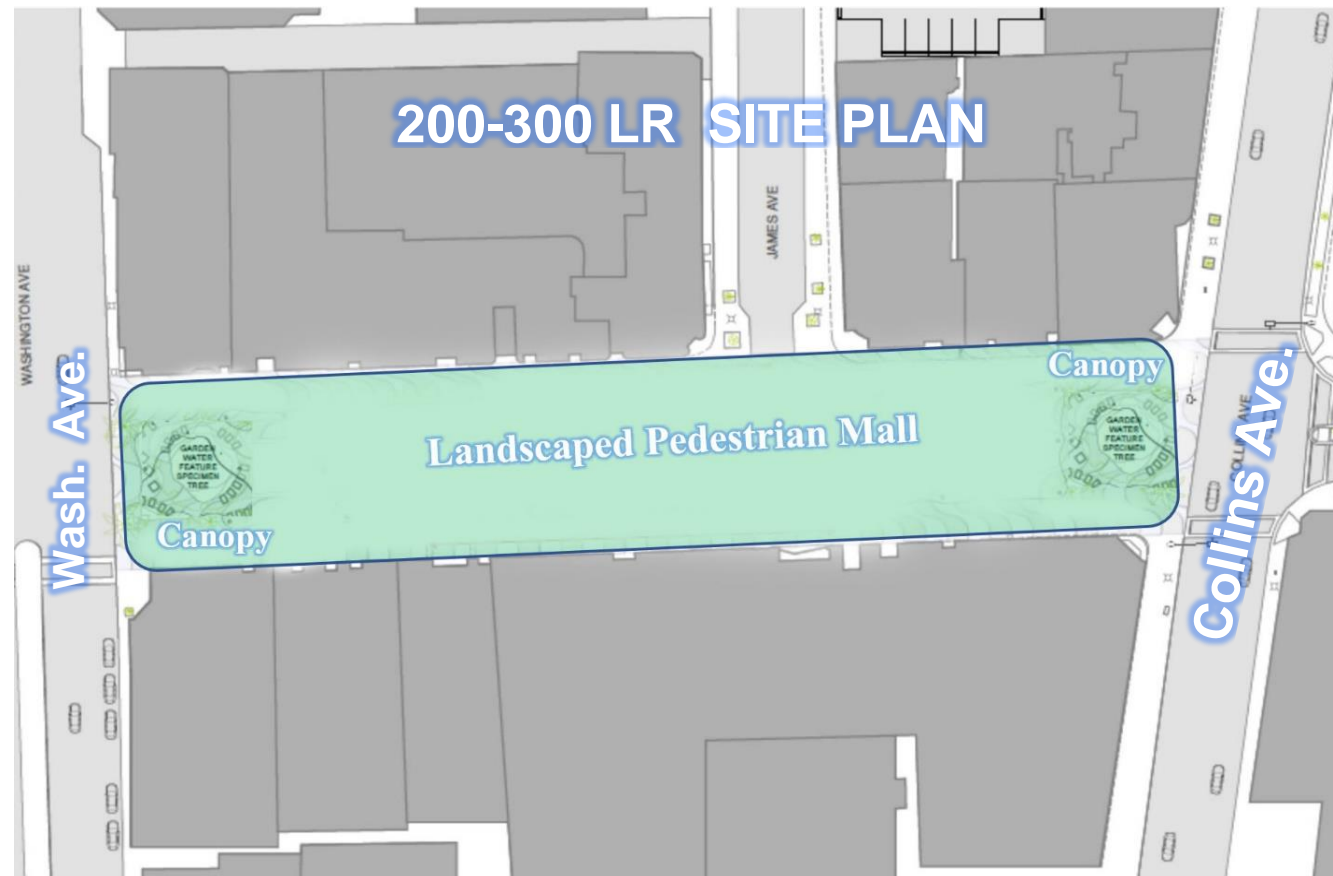 200-300 LR SITE PLAN
JAMES AVE
WASHINGTON AVE
Wash. Ave.
Canopy
Collins Ave.
GARDEN
WATER
FEATURE
SPECIMEN
TREE
Landscaped Pedestrian Mall
GARDEN
WATER
FEATURE
SPECIMEN
TREE
Canopy